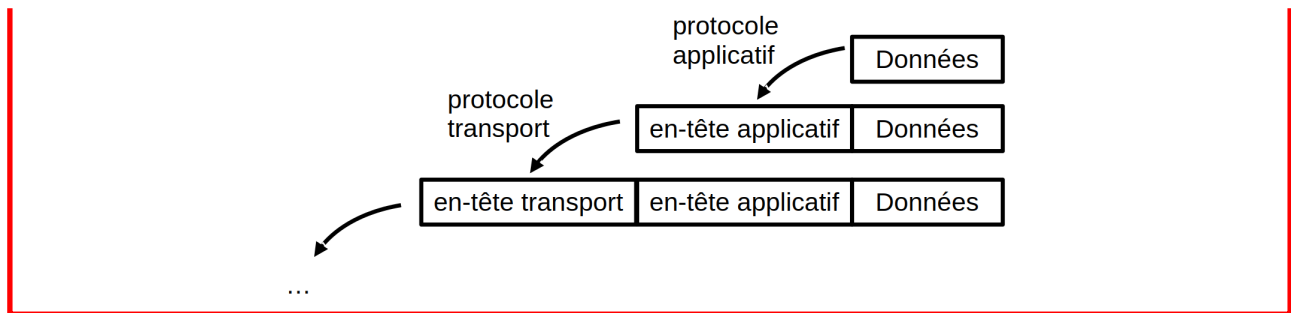 protocole
applicatif
Données
protocole
transport
en-tête applicatif Données
en-tête transport en-tête applicatif Données
...